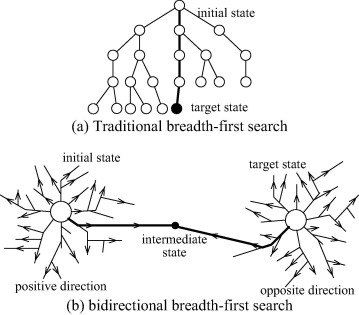 initial state
target state
(a) Traditional breadth-first search
initial state
target state
intermediate
state
positive direction
opposite direction
(b) bidirectional breadth-first search